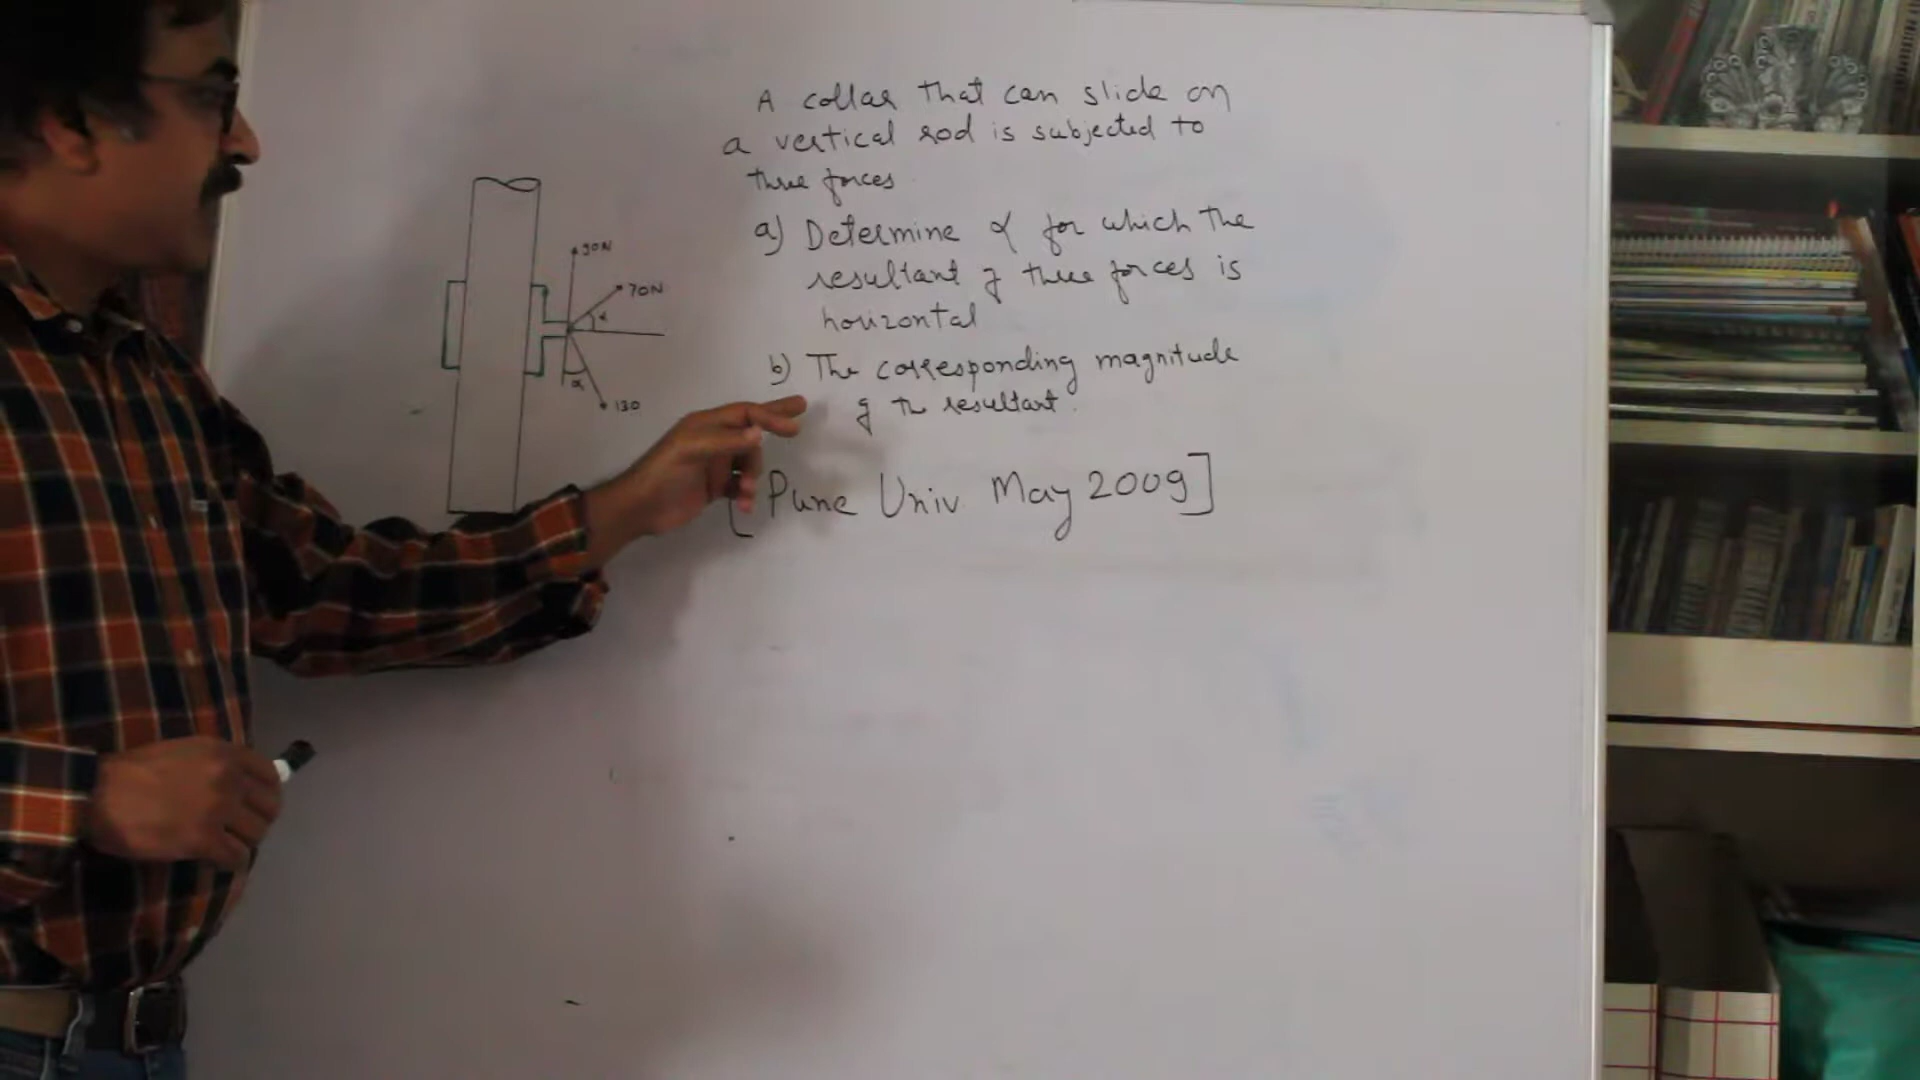 A collar that can slide on
a vertical rod is subjected to
three forces
a) Determine α for which the
resultant of three forces is
horizontal
b) The corresponding magnitude
of the resultant.
[Pune Univ May 2009]
90N
70N
α
α
130